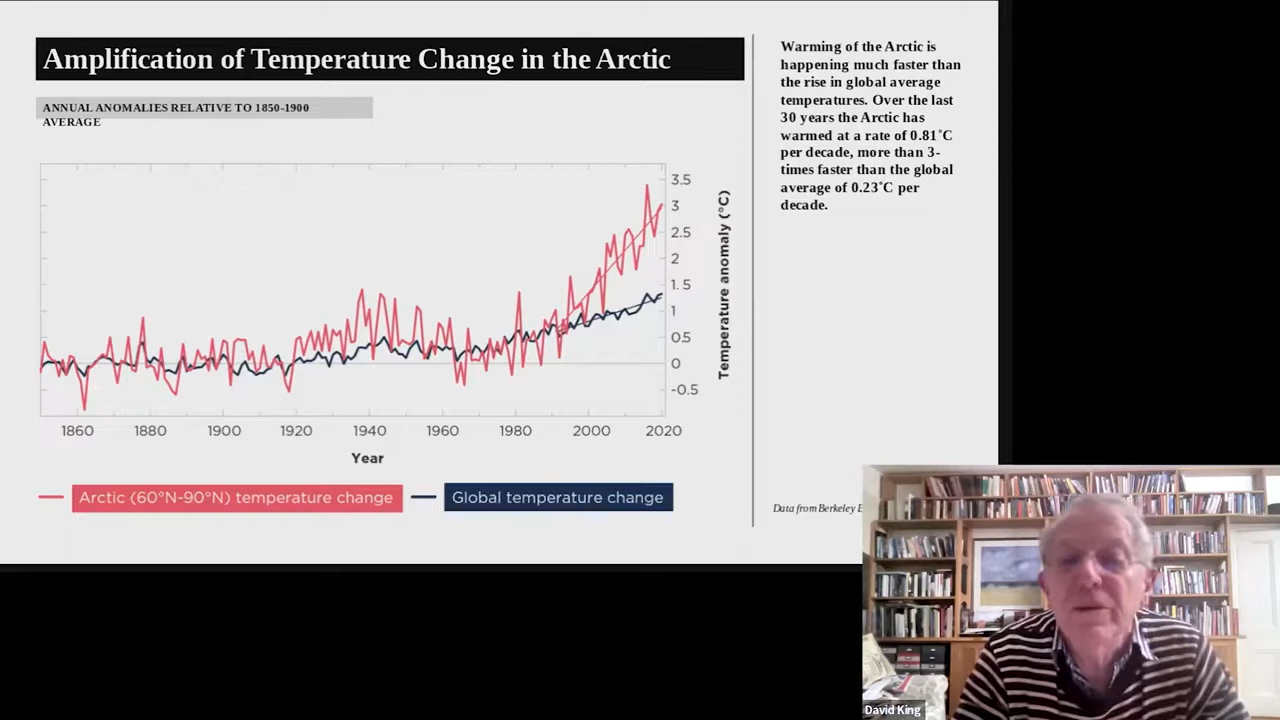 Amplification of Temperature Change in the Arctic
ANNUAL ANOMALIES RELATIVE TO 1850-1900
AVERAGE
Warming of the Arctic is
happening much faster than
the rise in global average
temperatures. Over the last
30 years the Arctic has
warmed at a rate of 0.81˚C
per decade, more than 3-
times faster than the global
average of 0.23˚C per
decade.
3.5
3
2.5
2
1.5
1
0.5
0
-0.5
Temperature anomaly (°C)
1860 1880 1900 1920 1940 1960 1980 2000 2020
Year
Arctic (60°N-90°N) temperature change
Global temperature change
Data from Berkeley E
David King